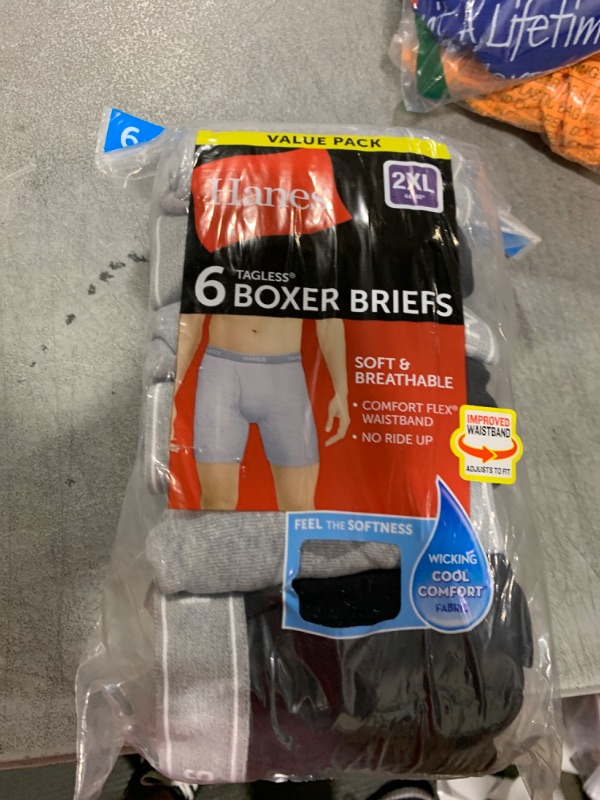 6
VALUE PACK
Hanes
2XL
6 TAGLESS®
BOXER BRIEFS
HANES
SOFT &
BREATHABLE
• COMFORT FLEX®
WAISTBAND
• NO RIDE UP
IMPROVED
WAISTBAND
ADJUSTS TO FIT
FEEL THE SOFTNESS
WICKING
COOL
COMFORT
FABRIC